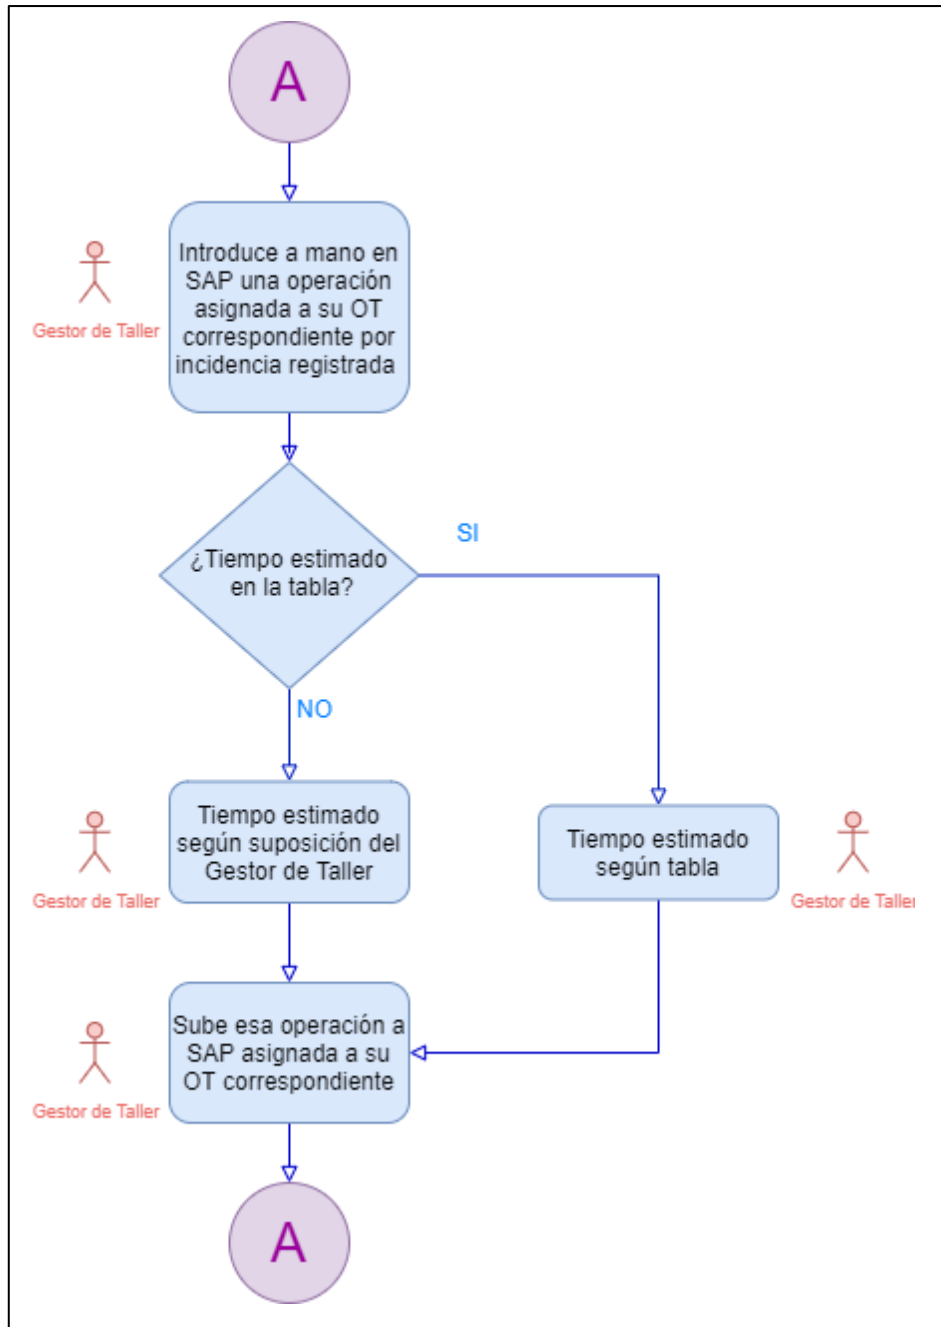 A
Introduce a mano en
SAP una operación
asignada a su OT
correspondiente por
incidencia registrada
Gestor de Taller
¿Tiempo estimado
en la tabla?
SI
NO
Tiempo estimado
según suposición del
Gestor de Taller
Gestor de Taller
Tiempo estimado
según tabla
Gestor de Taller
Sube esa operación a
SAP asignada a su
OT correspondiente
Gestor de Taller
A